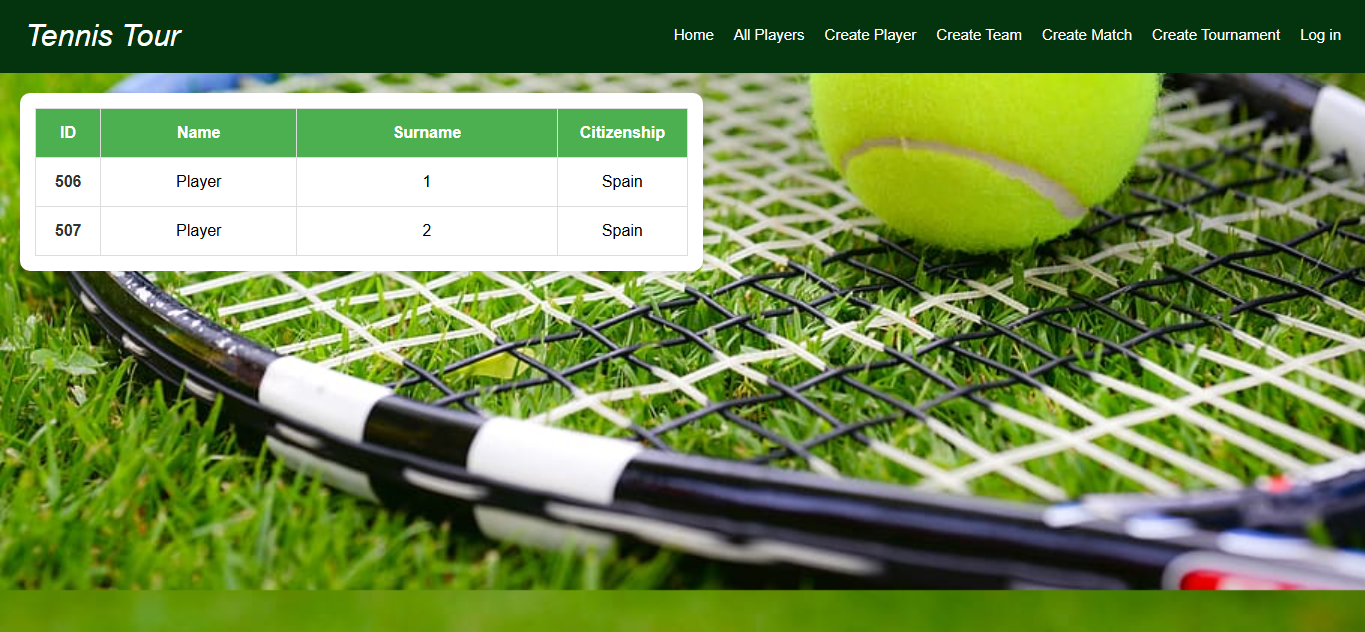 Tennis Tour
Home All Players Create Player Create Team Create Match Create Tournament Log in
ID Name Surname Citizenship
506 Player 1 Spain
507 Player 2 Spain